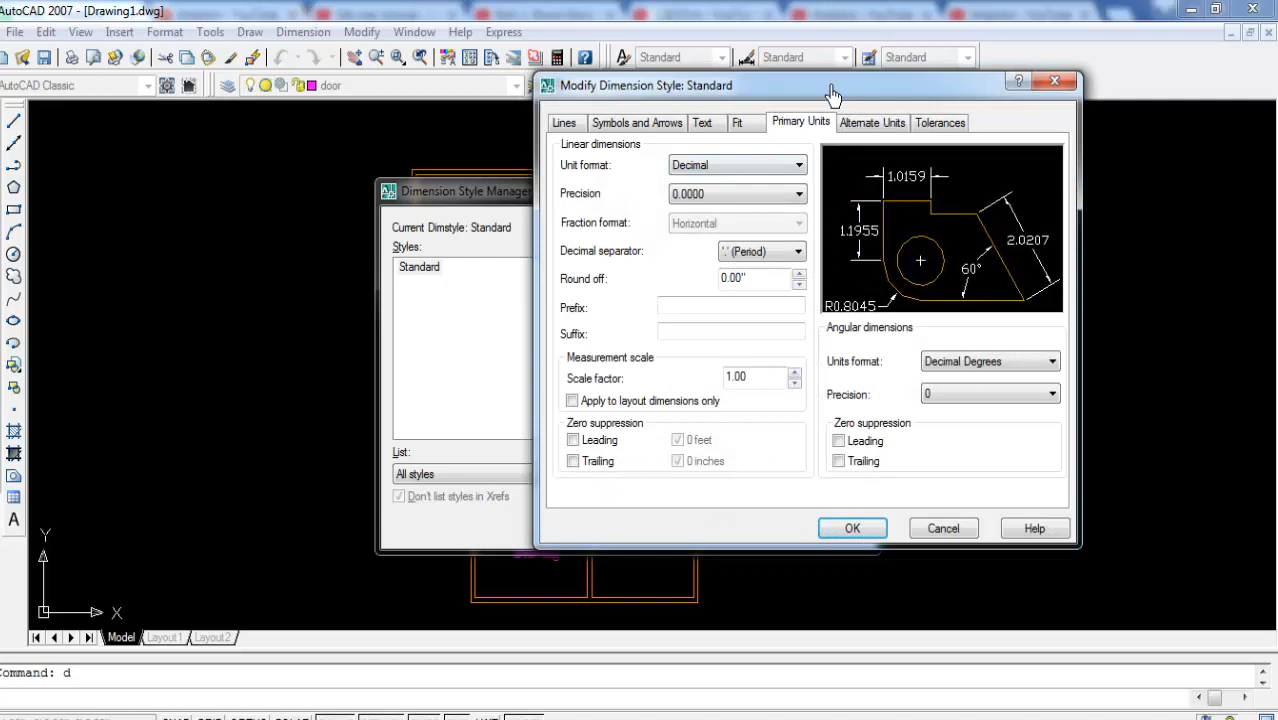 AutoCAD 2007 - [Drawing1.dwg]
File Edit View Insert Format Tools Draw Dimension Modify Window Help Express
Standard Standard Standard
AutoCAD Classic door
Modify Dimension Style: Standard
Lines Symbols and Arrows Text Fit Primary Units Alternate Units Tolerances
Linear dimensions
Unit format: Decimal
Precision 0.0000
Fraction format: Horizontal
Decimal separator: '.' (Period)
Round off: 0.00"
Prefix:
Suffix:
Measurement scale
Scale factor: 1.00
Apply to layout dimensions only
Zero suppression
Leading 0 feet
Trailing 0 inches
1.0159
1.1955
2.0207
60°
R0.8045
Angular dimensions
Units format: Decimal Degrees
Precision: 0
Zero suppression
Leading
Trailing
OK Cancel Help
Dimension Style Manager
Current Dimstyle: Standard
Styles:
Standard
List:
All styles
Don't list styles in Xrefs
Y
X
Model Layout1 Layout2
Command: d